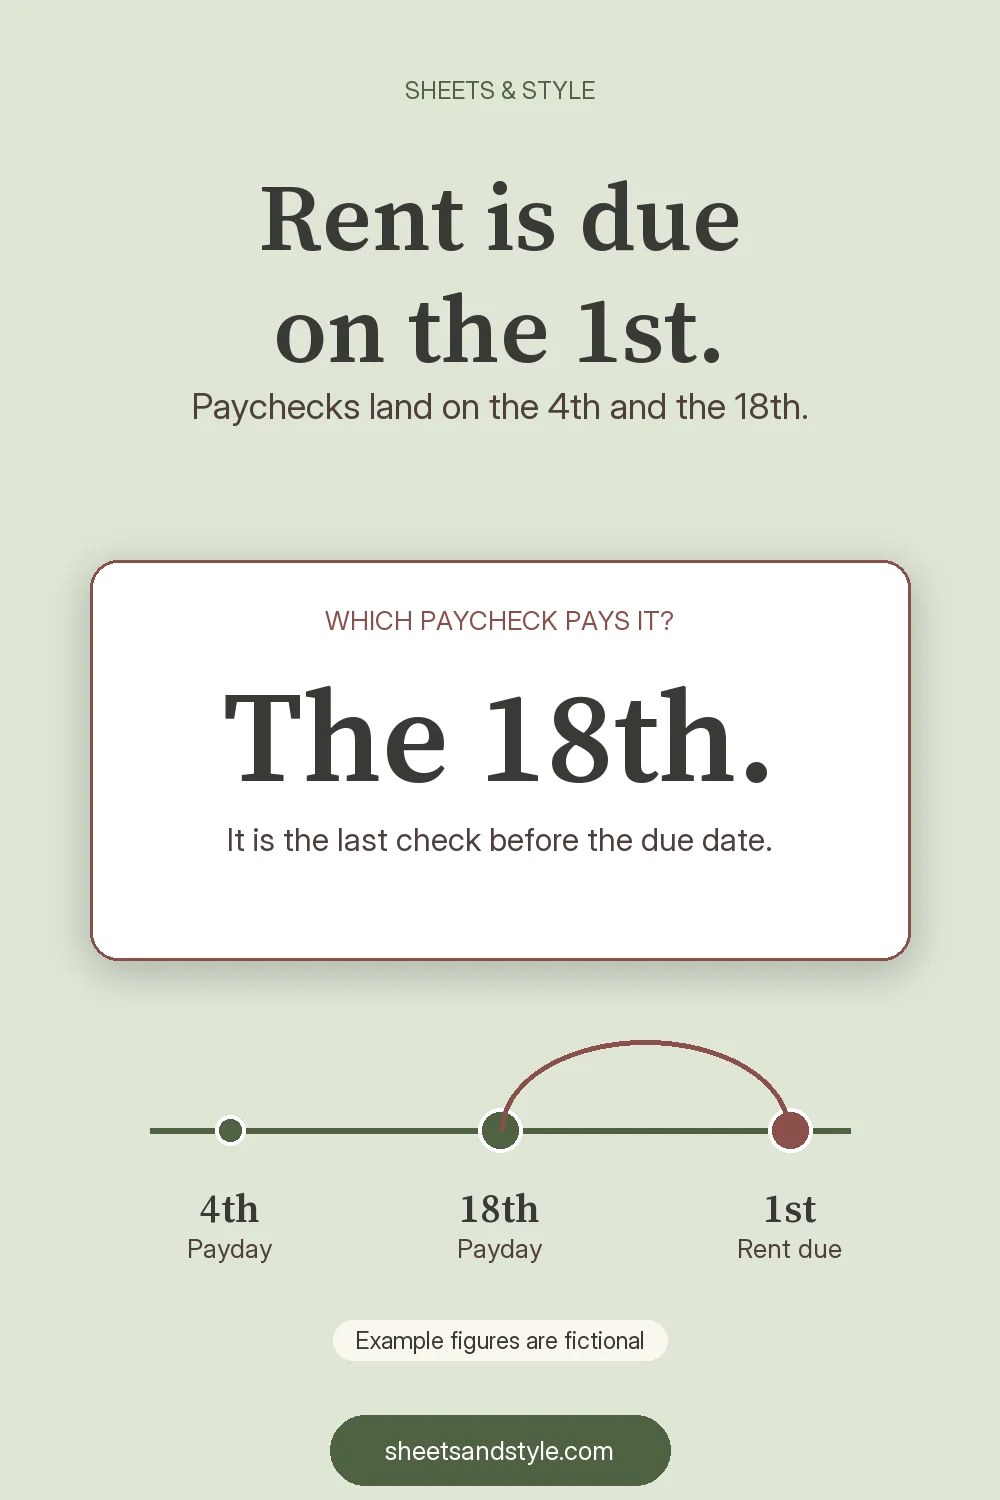 SHEETS & STYLE
Rent is due
on the 1st.
Paychecks land on the 4th and the 18th.
WHICH PAYCHECK PAYS IT?
The 18th.
It is the last check before the due date.
4th
18th
1st
Payday
Payday
Rent due
Example figures are fictional
sheetsandstyle.com